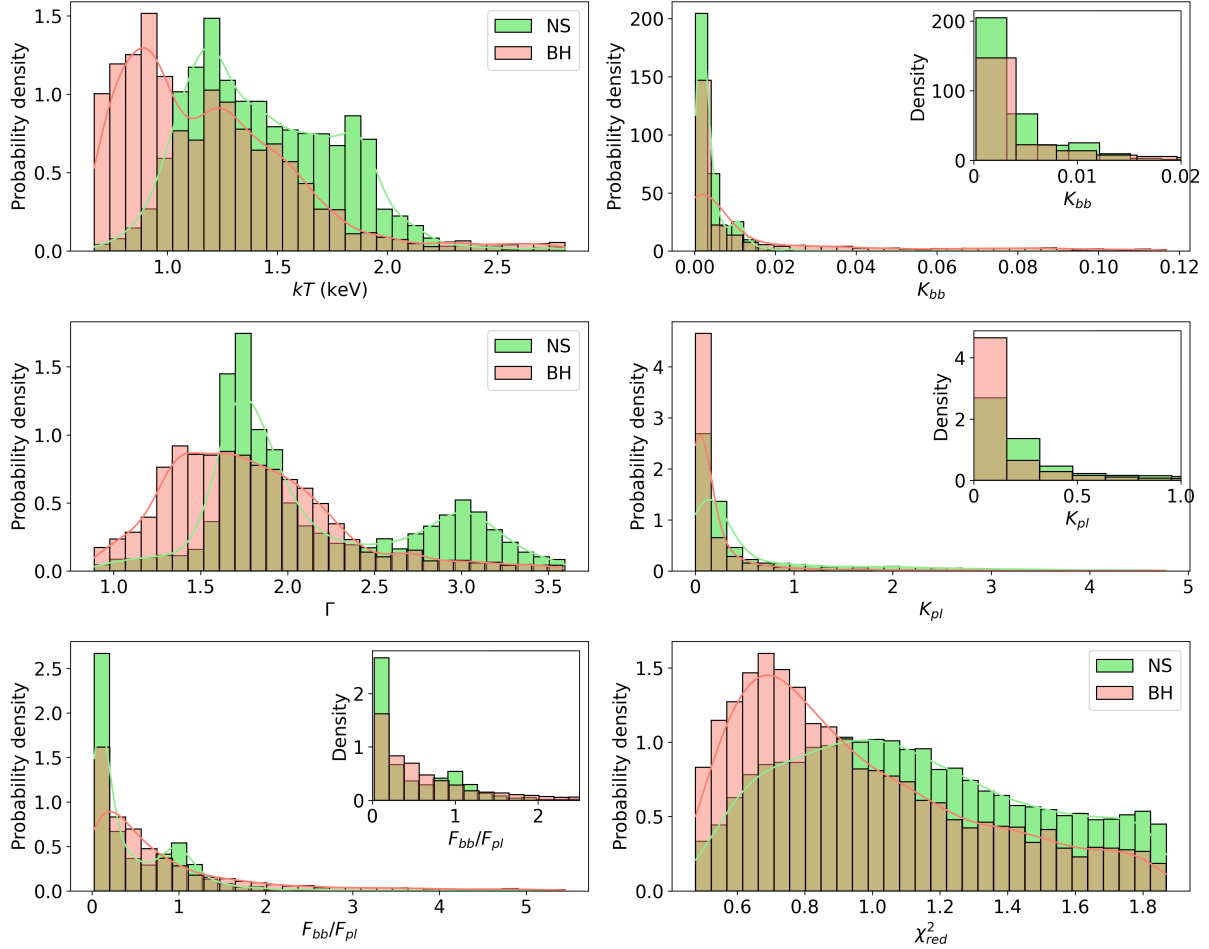 Probability density
1.5
1.0
0.5
0.0
NS
BH
1.0 1.5 2.0 2.5
kT (keV)
Probability density
200
150
100
50
0
Density
100
0
0 0.01 0.02
K_bb
0.00 0.02 0.04 0.06 0.08 0.10 0.12
K_bb
Probability density
1.5
1.0
0.5
0.0
NS
BH
1.0 1.5 2.0 2.5 3.0 3.5
Γ
Probability density
4
3
2
1
0
Density
4
2
0
0 0.5 1.0
K_pl
0 1 2 3 4 5
K_pl
Probability density
2.5
2.0
1.5
1.0
0.5
0.0
Density
2
1
0
0 1 2
F_bb/F_pl
0 1 2 3 4 5
F_bb/F_pl
Probability density
1.5
1.0
0.5
0.0
NS
BH
0.6 0.8 1.0 1.2 1.4 1.6 1.8
χ²_red